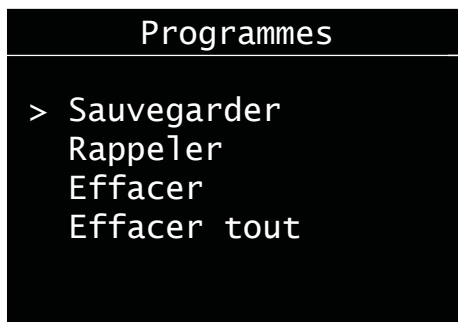 Programmes
> Sauvegarder
Rappeler
Effacer
Effacer tout